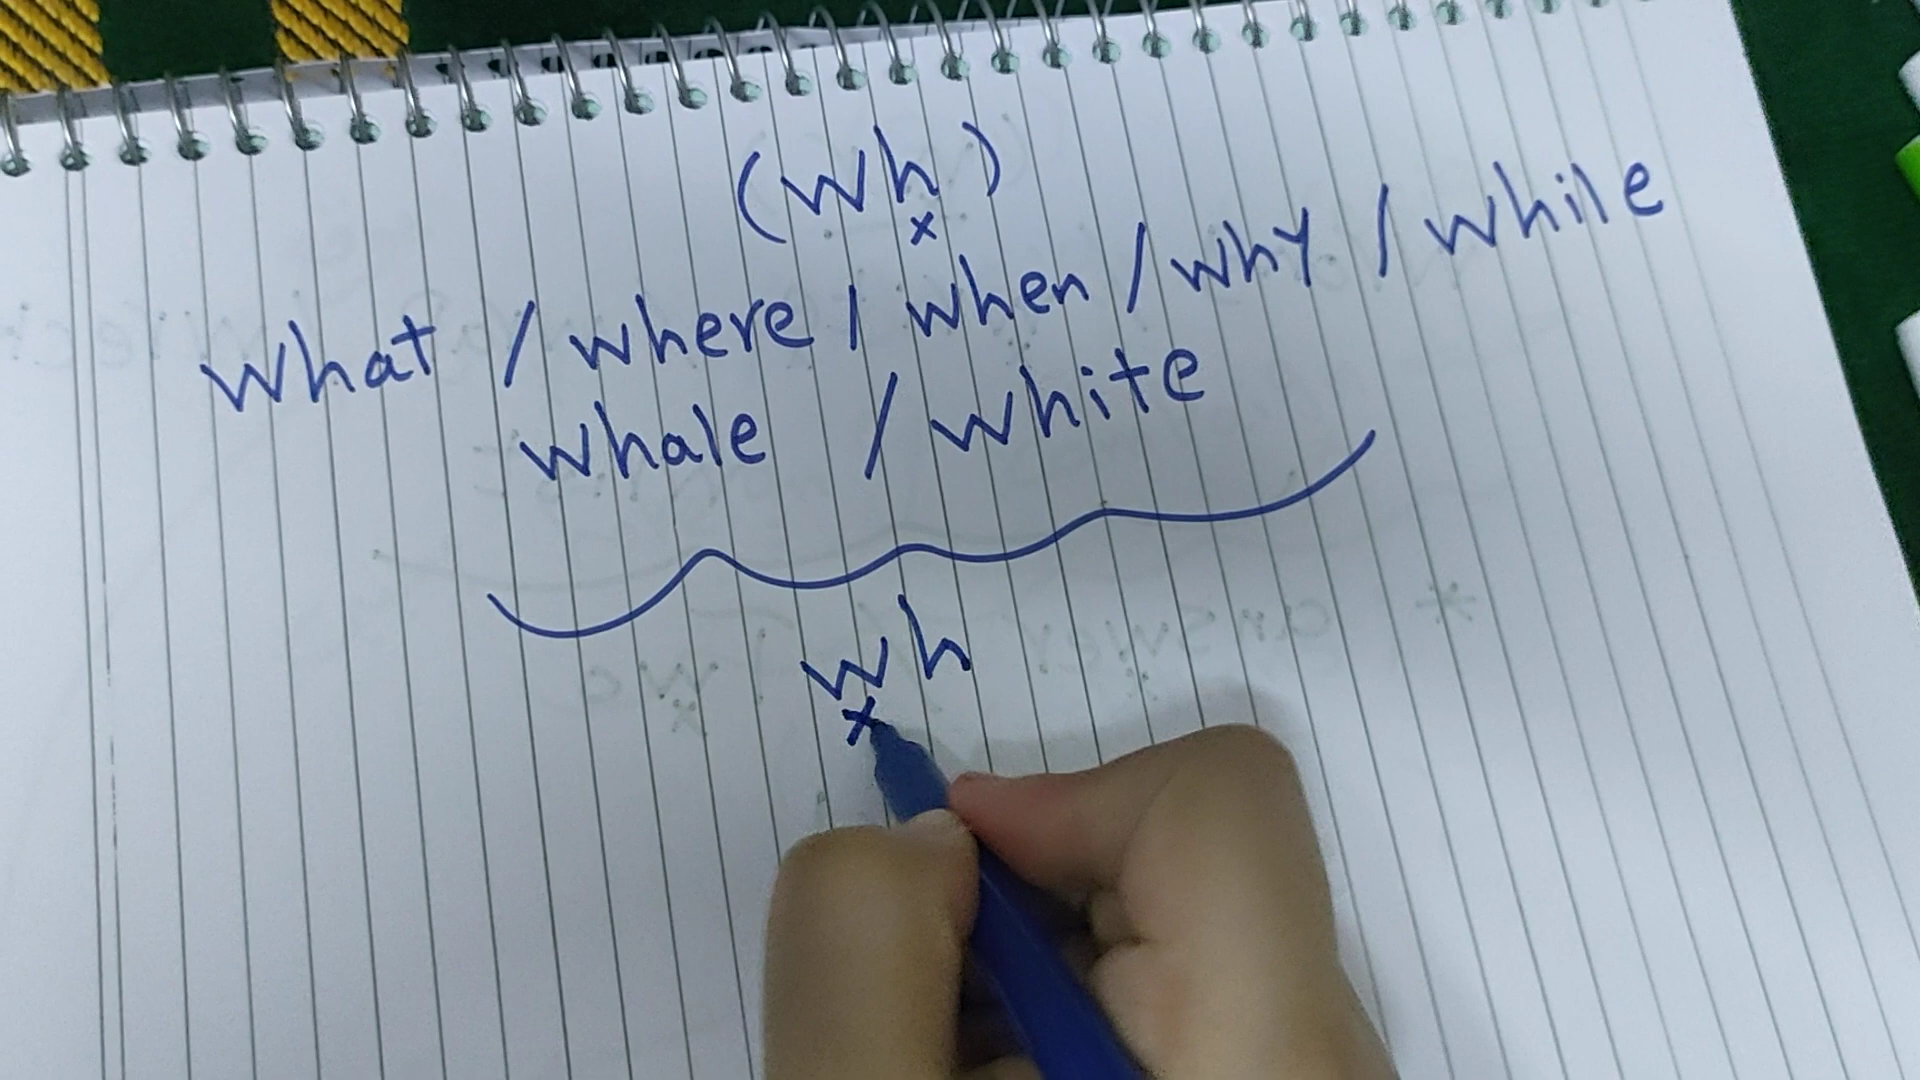 (wh)
x
what / where / when / why / while
whale / white
wh
x